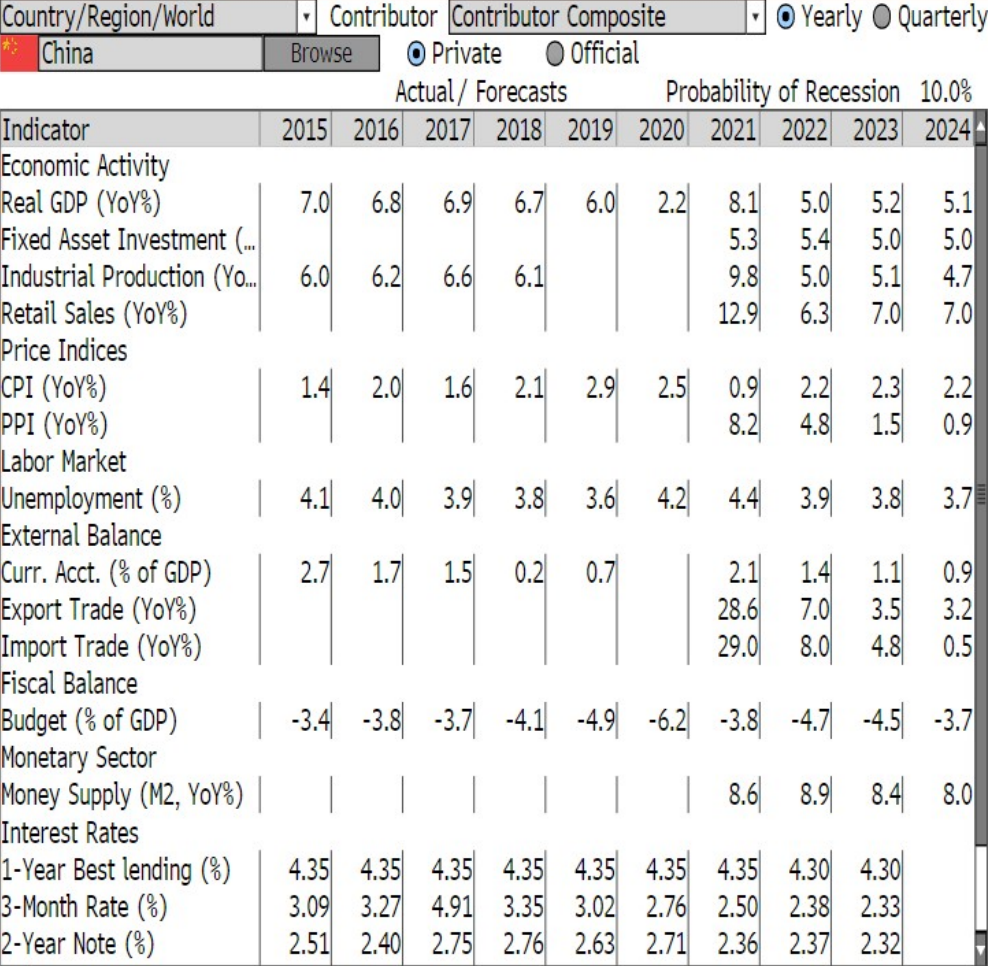 Country/Region/World Contributor Contributor Composite Yearly Quarterly
China Browse Private Official
Actual/ Forecasts Probability of Recession 10.0%
Indicator 2015 2016 2017 2018 2019 2020 2021 2022 2023 2024
Economic Activity
Real GDP (YoY%) 7.0 6.8 6.9 6.7 6.0 2.2 8.1 5.0 5.2 5.1
Fixed Asset Investment (... 5.3 5.4 5.0 5.0
Industrial Production (Yo... 6.0 6.2 6.6 6.1 9.8 5.0 5.1 4.7
Retail Sales (YoY%) 12.9 6.3 7.0 7.0
Price Indices
CPI (YoY%) 1.4 2.0 1.6 2.1 2.9 2.5 0.9 2.2 2.3 2.2
PPI (YoY%) 8.2 4.8 1.5 0.9
Labor Market
Unemployment (%) 4.1 4.0 3.9 3.8 3.6 4.2 4.4 3.9 3.8 3.7
External Balance
Curr. Acct. (% of GDP) 2.7 1.7 1.5 0.2 0.7 2.1 1.4 1.1 0.9
Export Trade (YoY%) 28.6 7.0 3.5 3.2
Import Trade (YoY%) 29.0 8.0 4.8 0.5
Fiscal Balance
Budget (% of GDP) -3.4 -3.8 -3.7 -4.1 -4.9 -6.2 -3.8 -4.7 -4.5 -3.7
Monetary Sector
Money Supply (M2, YoY%) 8.6 8.9 8.4 8.0
Interest Rates
1-Year Best lending (%) 4.35 4.35 4.35 4.35 4.35 4.35 4.35 4.30 4.30
3-Month Rate (%) 3.09 3.27 4.91 3.35 3.02 2.76 2.50 2.38 2.33
2-Year Note (%) 2.51 2.40 2.75 2.76 2.63 2.71 2.36 2.37 2.32